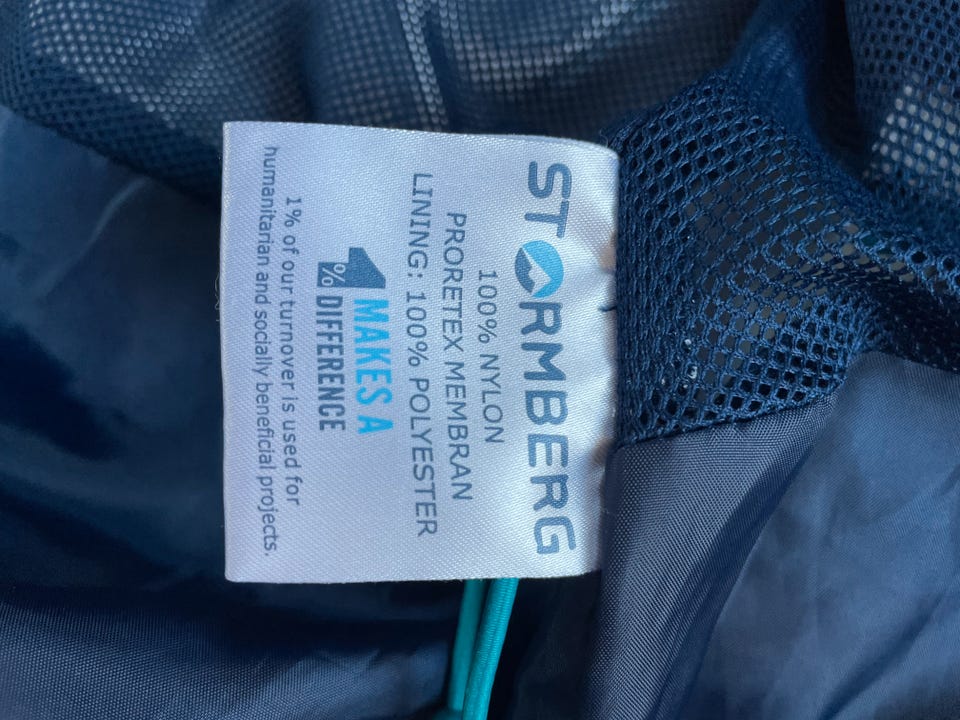 STORMBERG
100% NYLON
PRORETEX MEMBRAN
LINING: 100% POLYESTER
1% MAKES A
DIFFERENCE
1% of our turnover is used for
humanitarian and socially beneficial projects.